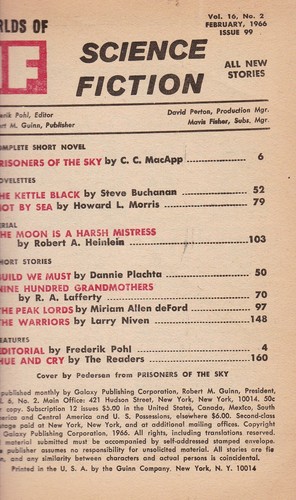 RLDS OF
IF
SCIENCE
FICTION
Vol. 16, No. 2
FEBRUARY, 1966
ISSUE 99
ALL NEW
STORIES
erik Pohl, Editor
ert M. Guinn, Publisher
David Perton, Production Mgr.
Mavis Fisher, Subs. Mgr.
OMPLETE SHORT NOVEL
RISONERS OF THE SKY by C. C. MacApp 6
OVELETTES
HE KETTLE BLACK by Steve Buchanan 52
OT BY SEA by Howard L. Morris 79
ERIAL
HE MOON IS A HARSH MISTRESS
by Robert A. Heinlein 103
HORT STORIES
UILD WE MUST by Dannie Plachta 50
INE HUNDRED GRANDMOTHERS
by R. A. Lafferty 70
HE PEAK LORDS by Miriam Allen deFord 97
HE WARRIORS by Larry Niven 148
EATURES
DITORIAL by Frederik Pohl 4
UE AND CRY by The Readers 160
Cover by Pedersen from PRISONERS OF THE SKY
published monthly by Galaxy Publishing Corporation, Robert M. Guinn, President,
l. 6, No. 2. Main Office: 421 Hudson Street, New York, New York, 10014. 50c
r copy. Subscription 12 issues $5.00 in the United States, Canada, Mexico, South
merica and Central America and U. S. Possessions, elsewhere $6.00. Second-class
stage paid at New York, New York, and at additional mailing offices. Copyright
Galaxy Publishing Corporation, 1966. All rights, including translations reserved.
l material submitted must be accompanied by self-addressed stamped envelope.
e publisher assumes no responsibility for unsolicited material. All stories are fic
on, and any similarity between characters and actual persons is coincidental.
Printed in the U. S. A. by the Guinn Company. New York, N. Y. 10014